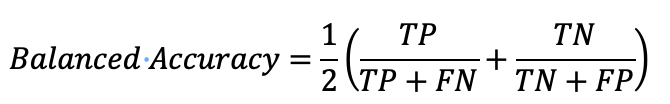 Balanced·Accuracy = 1/2 (TP/(TP + FN) + TN/(TN + FP))